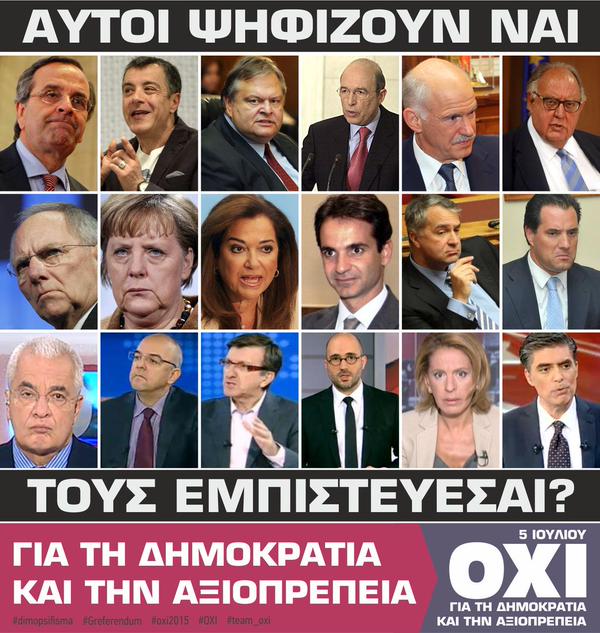 ΑΥΤΟΙ ΨΗΦΙΖΟΥΝ ΝΑΙ
ΤΟΥΣ ΕΜΠΙΣΤΕΥΕΣΑΙ?
ΓΙΑ ΤΗ ΔΗΜΟΚΡΑΤΙΑ
ΚΑΙ ΤΗΝ ΑΞΙΟΠΡΕΠΕΙΑ
#dimopsifisma #Greferendum #oxi2015 #OXI #team_oxi
5 ΙΟΥΛΙΟΥ
ΟΧΙ
ΓΙΑ ΤΗ ΔΗΜΟΚΡΑΤΙΑ
ΚΑΙ ΤΗΝ ΑΞΙΟΠΡΕΠΕΙΑ